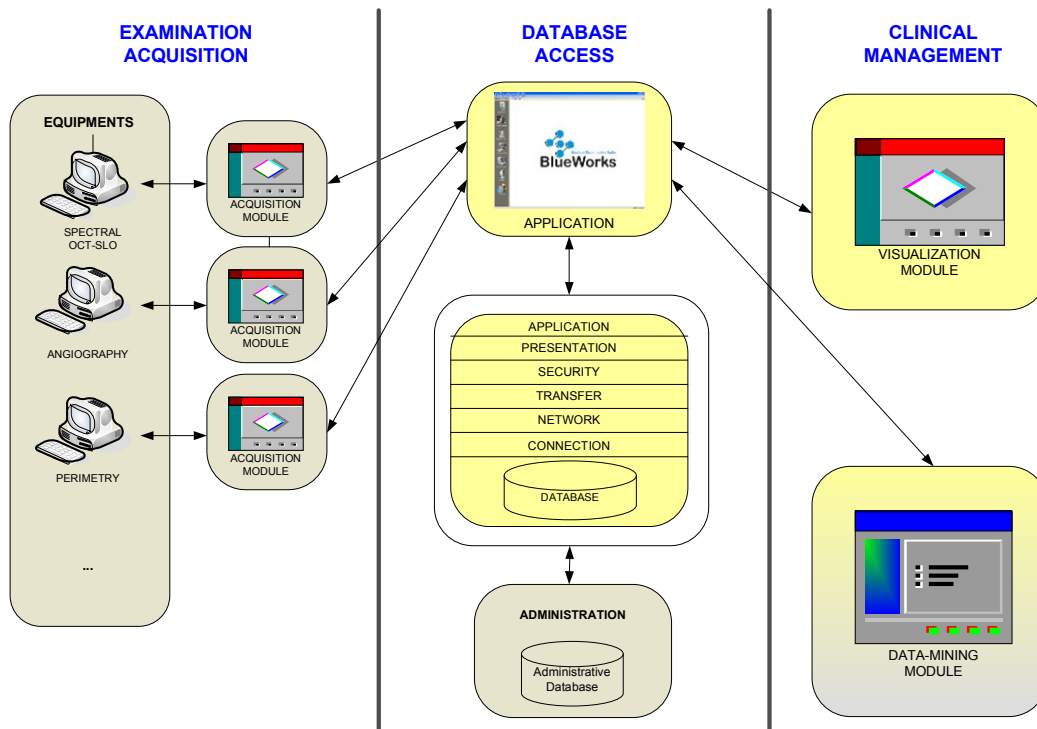 EXAMINATION
ACQUISITION
EQUIPMENTS
SPECTRAL
OCT-SLO
ANGIOGRAPHY
PERIMETRY
...
ACQUISITION
MODULE
ACQUISITION
MODULE
ACQUISITION
MODULE
DATABASE
ACCESS
BlueWorks
APPLICATION
APPLICATION
PRESENTATION
SECURITY
TRANSFER
NETWORK
CONNECTION
DATABASE
ADMINISTRATION
Administrative
Database
CLINICAL
MANAGEMENT
VISUALIZATION
MODULE
DATA-MINING
MODULE